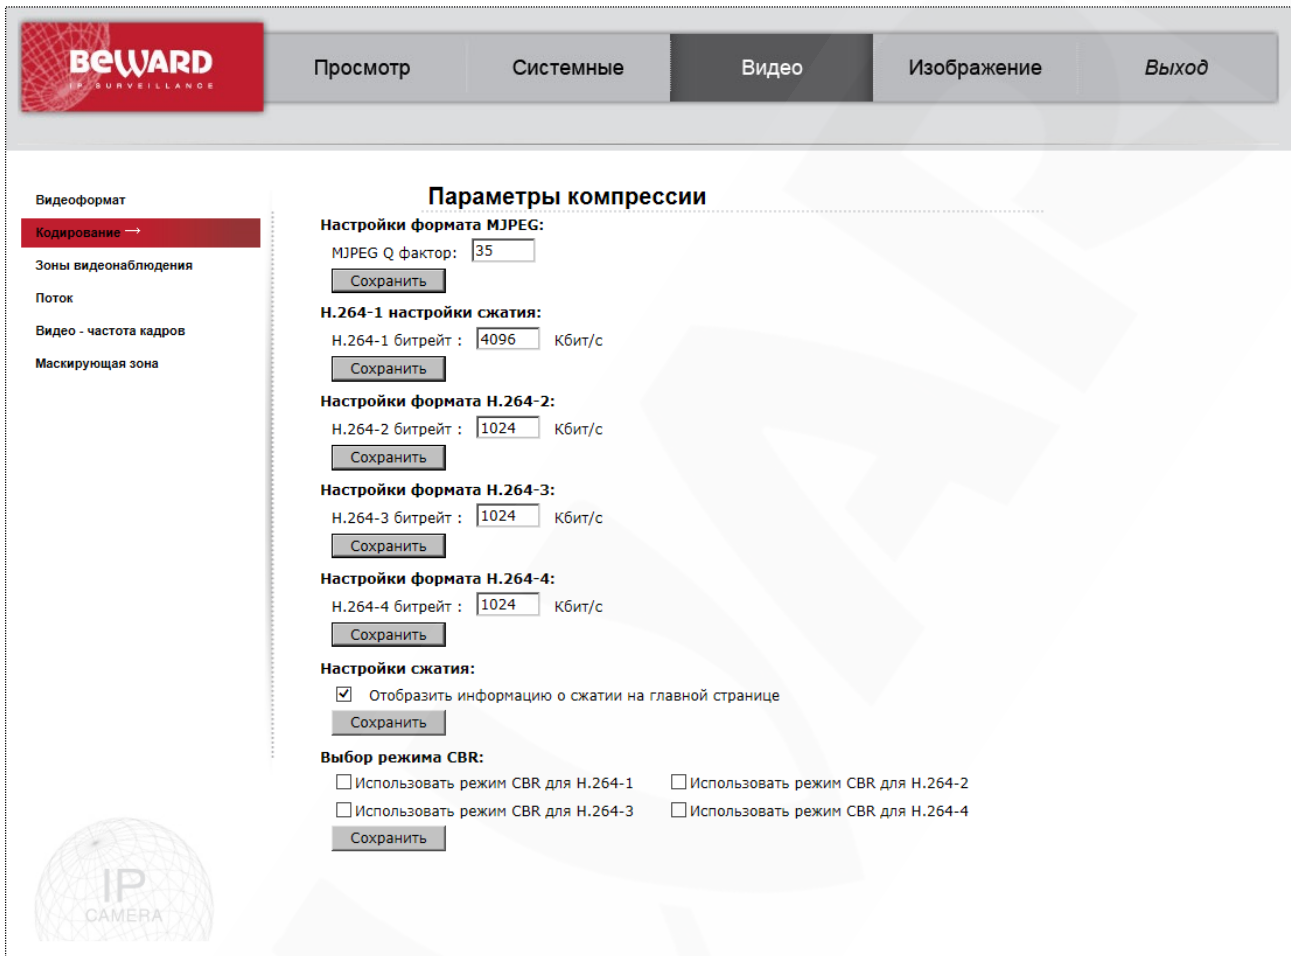 BEWARD
IP SURVEILLANCE
Просмотр
Системные
Видео
Изображение
Выход
Видеоформат
Кодирование →
Зоны видеонаблюдения
Поток
Видео - частота кадров
Маскирующая зона
Параметры компрессии
Настройки формата MJPEG:
MJPEG Q фактор: 35
Сохранить
H.264-1 настройки сжатия:
H.264-1 битрейт : 4096 Кбит/с
Сохранить
Настройки формата H.264-2:
H.264-2 битрейт : 1024 Кбит/с
Сохранить
Настройки формата H.264-3:
H.264-3 битрейт : 1024 Кбит/с
Сохранить
Настройки формата H.264-4:
H.264-4 битрейт : 1024 Кбит/с
Сохранить
Настройки сжатия:
Отобразить информацию о сжатии на главной странице
Сохранить
Выбор режима CBR:
Использовать режим CBR для H.264-1 Использовать режим CBR для H.264-2
Использовать режим CBR для H.264-3 Использовать режим CBR для H.264-4
Сохранить
IP
CAMERA